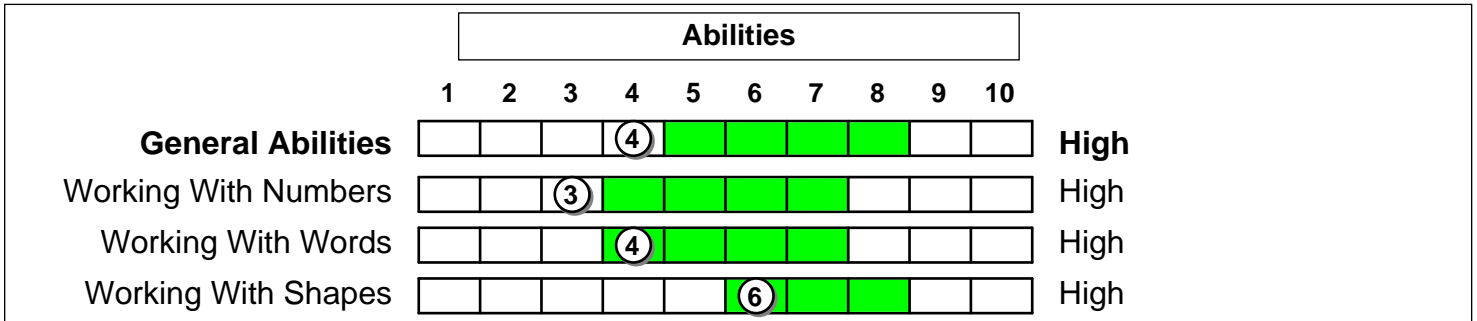 Abilities
1 2 3 4 5 6 7 8 9 10
General Abilities 4 High
Working With Numbers 3 High
Working With Words 4 High
Working With Shapes 6 High